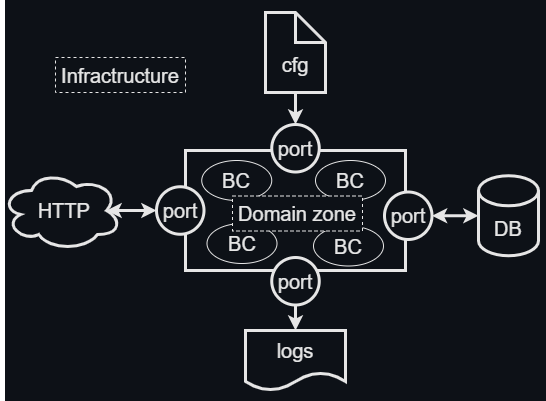 cfg
Infractructure
port
BC
BC
HTTP
port
Domain zone
port
DB
BC
BC
port
logs